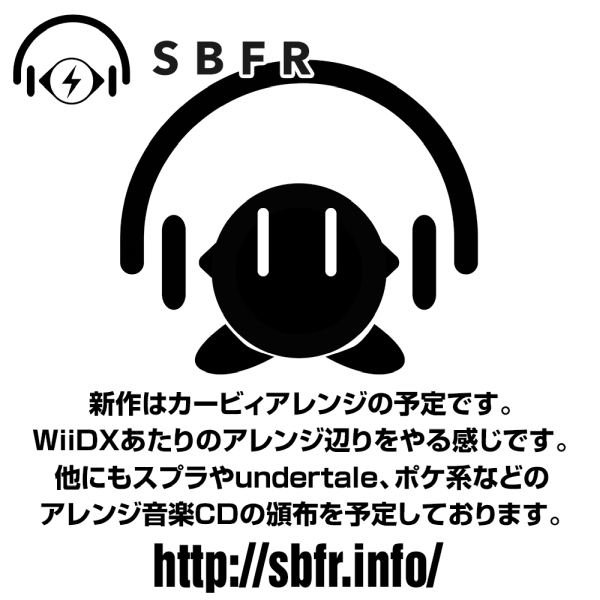 SBFR
新作はカービィアレンジの予定です。
WiiDXあたりのアレンジ辺りをやる感じです。
他にもスプラやundertale、ポケ系などの
アレンジ音楽CDの頒布を予定しております。
http://sbfr.info/